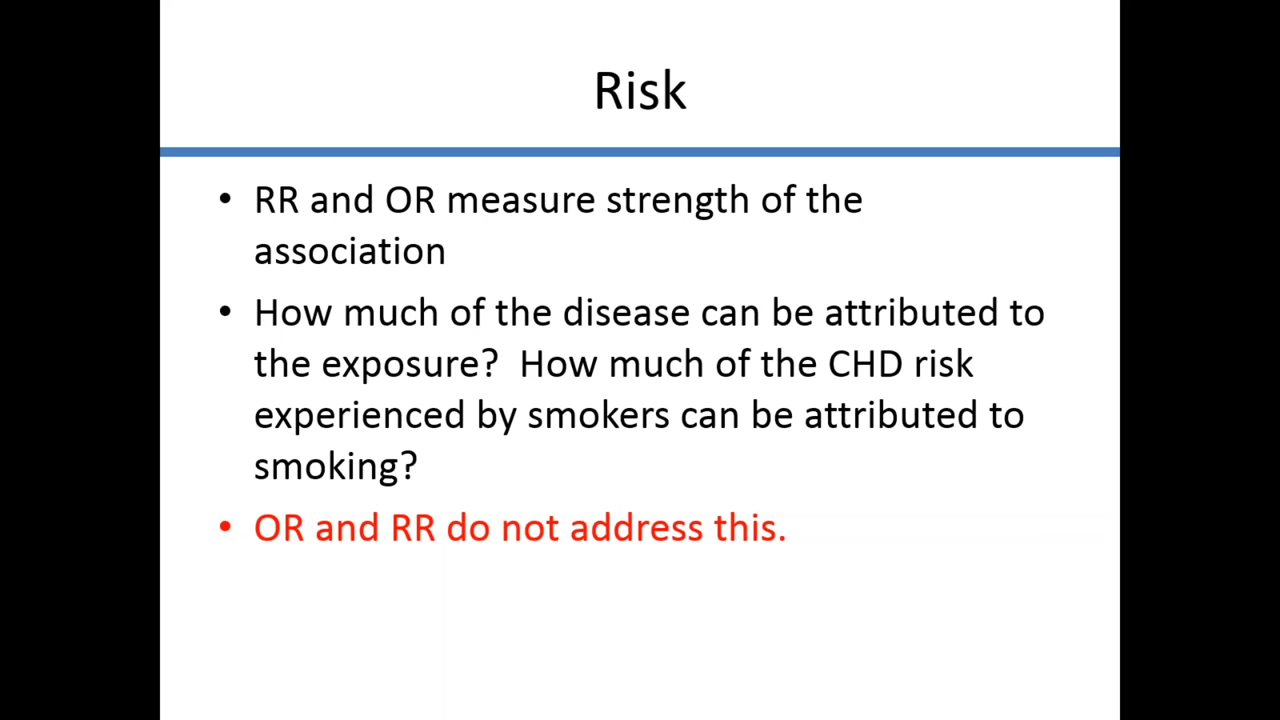 Risk
• RR and OR measure strength of the
association
• How much of the disease can be attributed to
the exposure?  How much of the CHD risk
experienced by smokers can be attributed to
smoking?
• OR and RR do not address this.